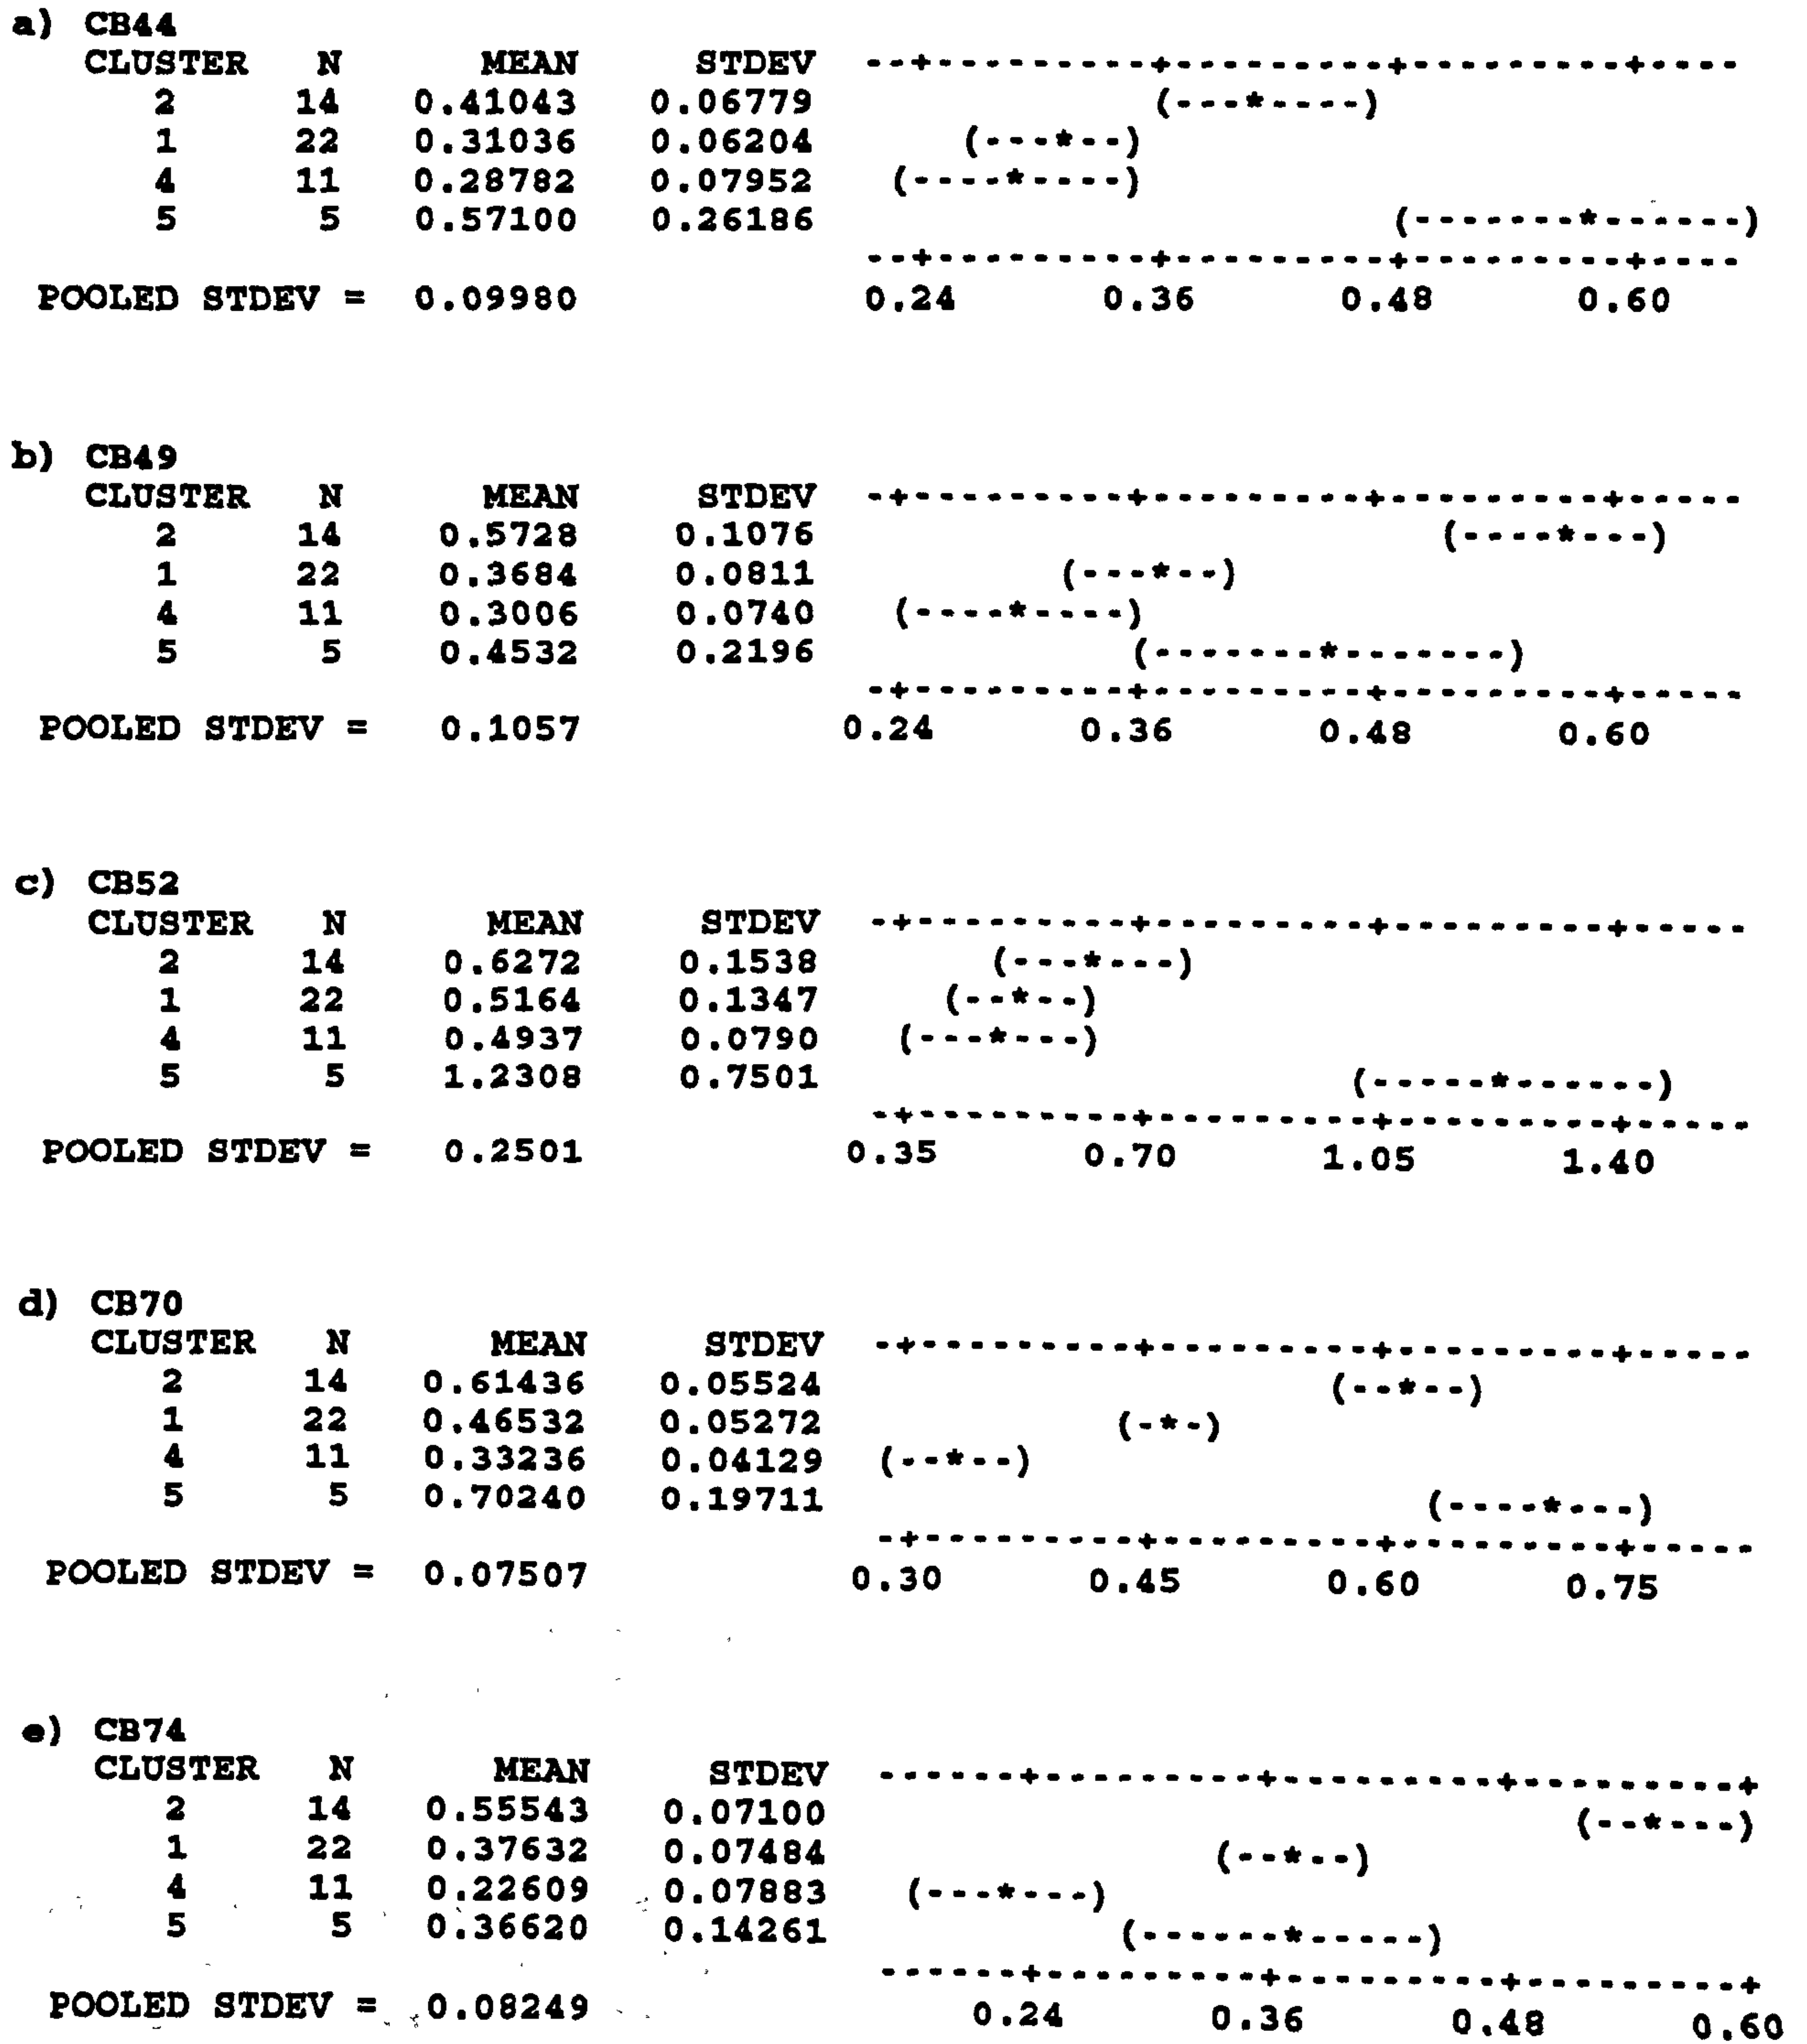 a) CB44
CLUSTER N MEAN STDEV --+---------+---------+---------+----
2 14 0.41043 0.06779 (---*----)
1 22 0.31036 0.06204 (---*--)
4 11 0.28782 0.07952 (----*----)
5 5 0.57100 0.26186 (-------*------)
--+---------+---------+---------+----
POOLED STDEV = 0.09980 0.24 0.36 0.48 0.60
b) CB49
CLUSTER N MEAN STDEV -+---------+---------+---------+-----
2 14 0.5728 0.1076 (----*---)
1 22 0.3684 0.0811 (---*--)
4 11 0.3006 0.0740 (----*----)
5 5 0.4532 0.2196 (-------*-------)
-+---------+---------+---------+-----
POOLED STDEV = 0.1057 0.24 0.36 0.48 0.60
c) CB52
CLUSTER N MEAN STDEV -+---------+---------+---------+-----
2 14 0.6272 0.1538 (---*---)
1 22 0.5164 0.1347 (--*--)
4 11 0.4937 0.0790 (---*---)
5 5 1.2308 0.7501 (-----*------)
-+---------+---------+---------+-----
POOLED STDEV = 0.2501 0.35 0.70 1.05 1.40
d) CB70
CLUSTER N MEAN STDEV -+---------+---------+---------+-----
2 14 0.61436 0.05524 (--*--)
1 22 0.46532 0.05272 (-*-)
4 11 0.33236 0.04129 (--*--)
5 5 0.70240 0.19711 (----*---)
-+---------+---------+---------+-----
POOLED STDEV = 0.07507 0.30 0.45 0.60 0.75
e) CB74
CLUSTER N MEAN STDEV ------+---------+---------+---------+
2 14 0.55543 0.07100 (--*---)
1 22 0.37632 0.07484 (--*--)
4 11 0.22609 0.07883 (---*---)
5 5 0.36620 0.14261 (------*-----)
------+---------+---------+---------+
POOLED STDEV = 0.08249 0.24 0.36 0.48 0.60